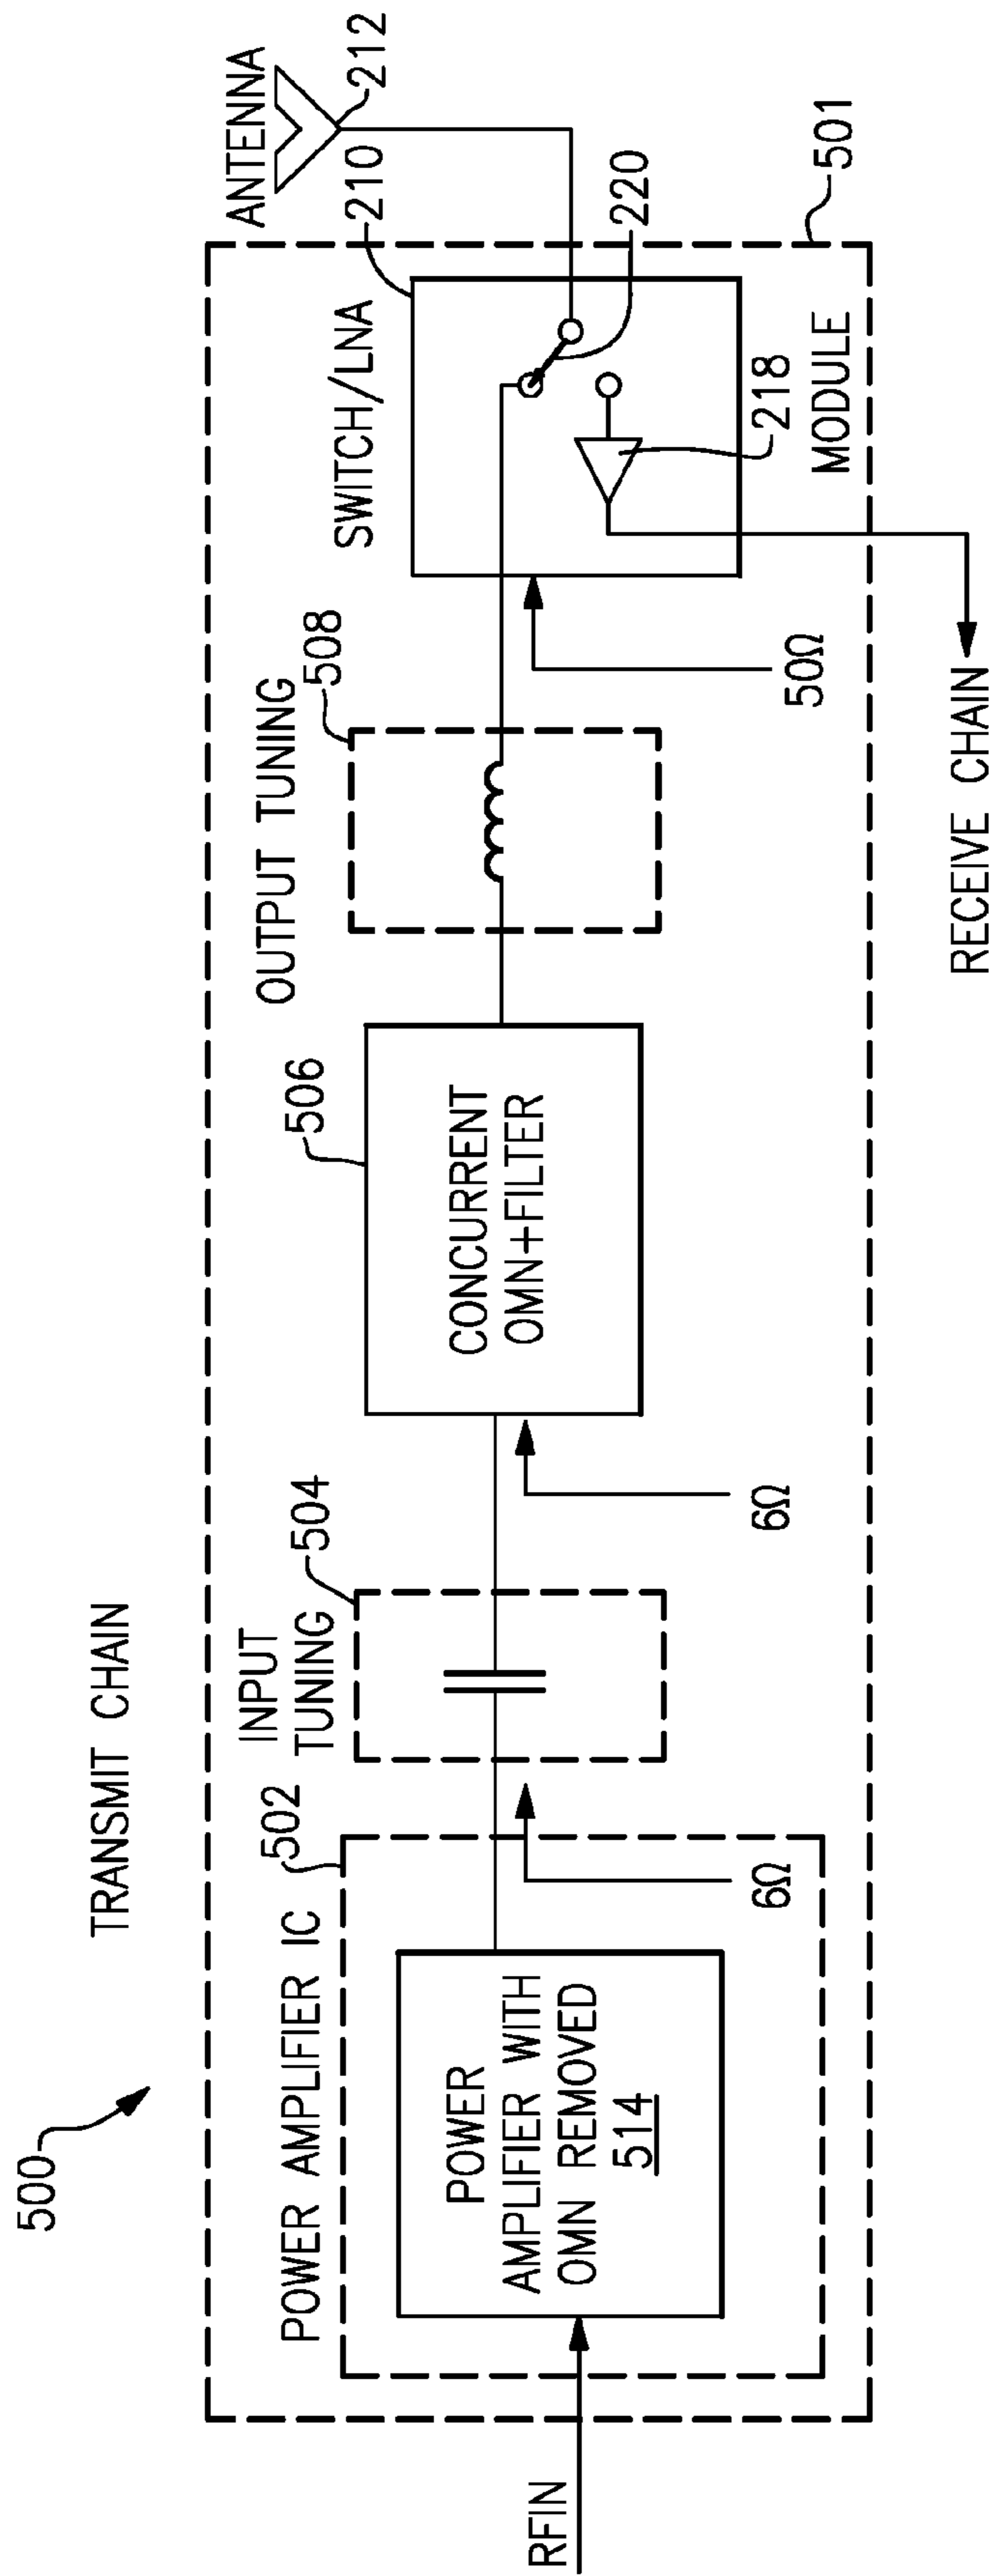 500
TRANSMIT CHAIN
POWER AMPLIFIER IC
502
INPUT
TUNING
504
506
OUTPUT TUNING
508
SWITCH/LNA
210
ANTENNA
212
RFIN
POWER
AMPLIFIER WITH
OMN REMOVED
514
6Ω
6Ω
CONCURRENT
OMN+FILTER
50Ω
220
218
MODULE
501
RECEIVE CHAIN